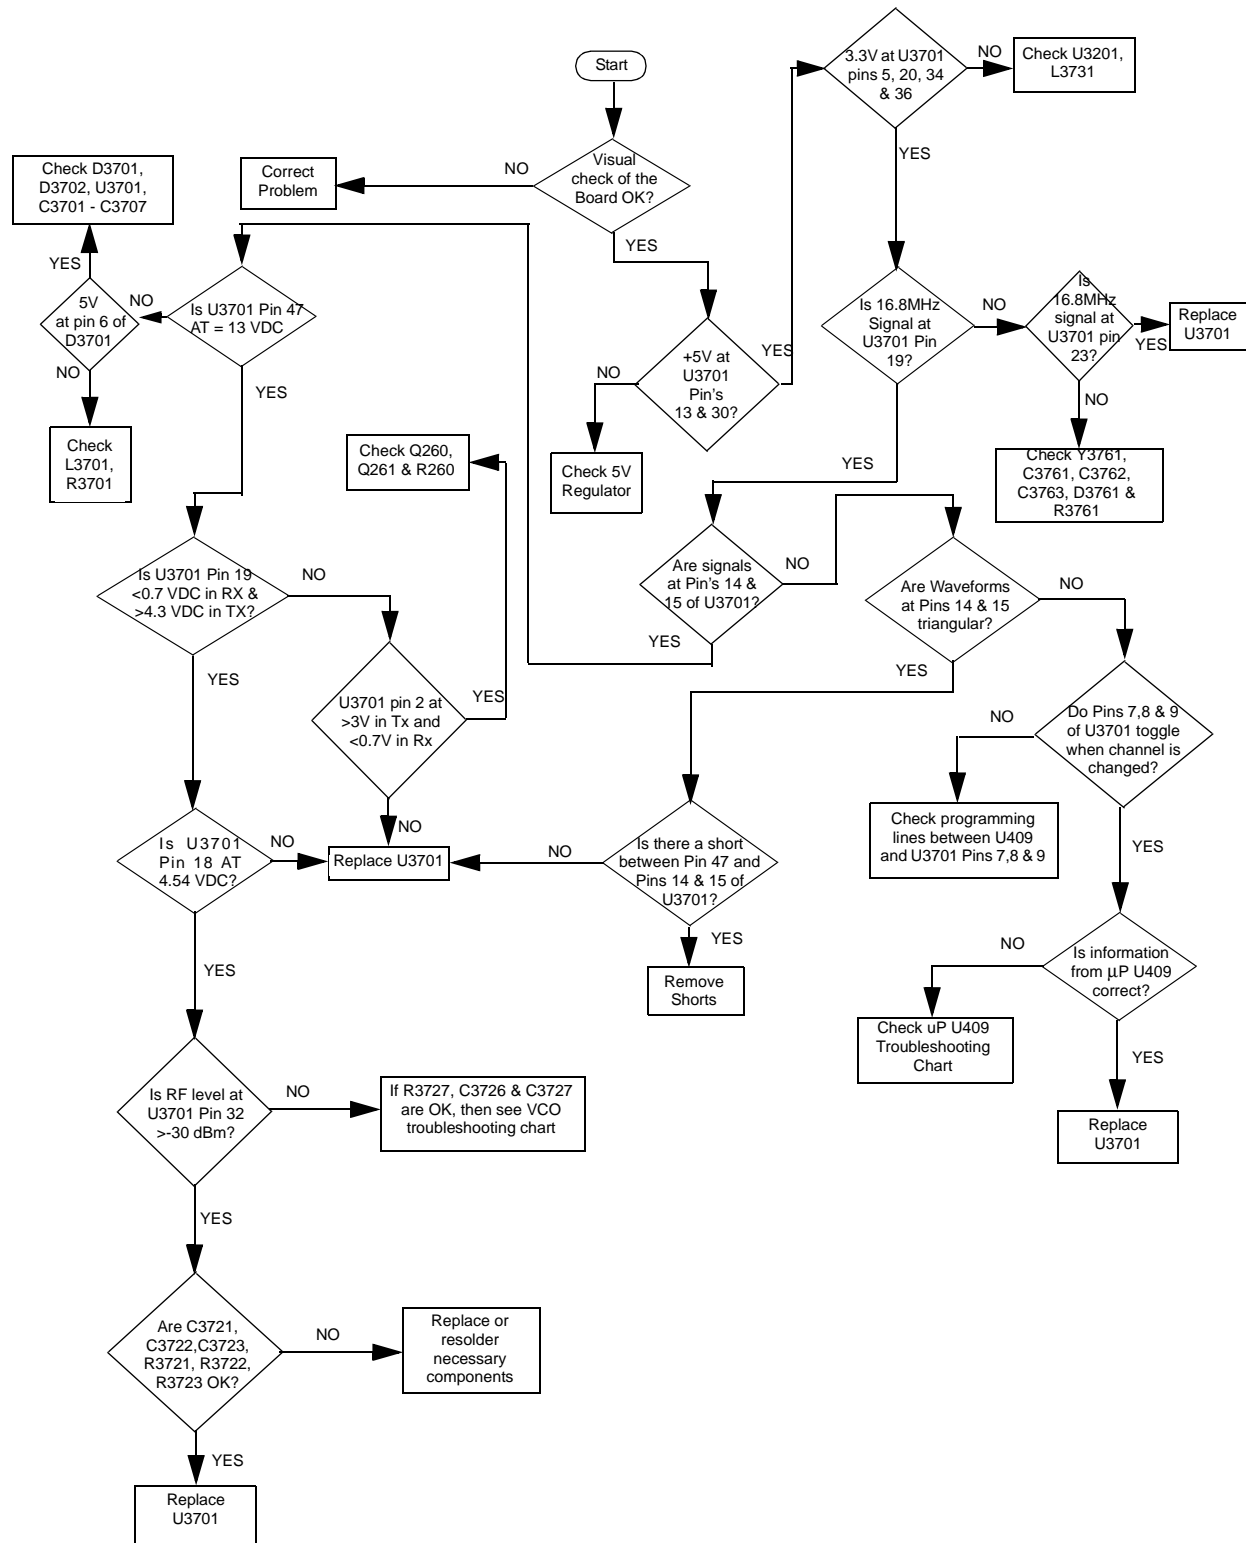 Start
3.3V at U3701
pins 5, 20, 34
& 36
NO
Check U3201,
L3731
YES
Visual
check of the
Board OK?
NO
Correct
Problem
YES
Check D3701,
D3702, U3701,
C3701 - C3707
YES
5V
at pin 6 of
D3701
NO
Is U3701 Pin 47
AT = 13 VDC
NO
Check
L3701,
R3701
YES
+5V at
U3701
Pin's
13 & 30?
YES
NO
Check 5V
Regulator
Is 16.8MHz
Signal at
U3701 Pin
19?
NO
Is
16.8MHz
signal at
U3701 pin
23?
YES
Replace
U3701
NO
Check Y3761,
C3761, C3762,
C3763, D3761 &
R3761
YES
Check Q260,
Q261 & R260
Are signals
at Pin's 14 &
15 of U3701?
NO
YES
Are Waveforms
at Pins 14 & 15
triangular?
NO
YES
Is U3701 Pin 19
<0.7 VDC in RX &
>4.3 VDC in TX?
NO
YES
U3701 pin 2 at
>3V in Tx and
<0.7V in Rx
YES
NO
Do Pins 7,8 & 9
of U3701 toggle
when channel is
changed?
NO
Check programming
lines between U409
and U3701 Pins 7,8 & 9
YES
Is U3701
Pin 18 AT
4.54 VDC?
NO
Replace U3701
NO
Is there a short
between Pin 47 and
Pins 14 & 15 of
U3701?
YES
Remove
Shorts
YES
Is information
from µP U409
correct?
NO
Check uP U409
Troubleshooting
Chart
YES
Replace
U3701
Is RF level at
U3701 Pin 32
>-30 dBm?
NO
If R3727, C3726 & C3727
are OK, then see VCO
troubleshooting chart
YES
Are C3721,
C3722,C3723,
R3721, R3722,
R3723 OK?
NO
Replace or
resolder
necessary
components
YES
Replace
U3701